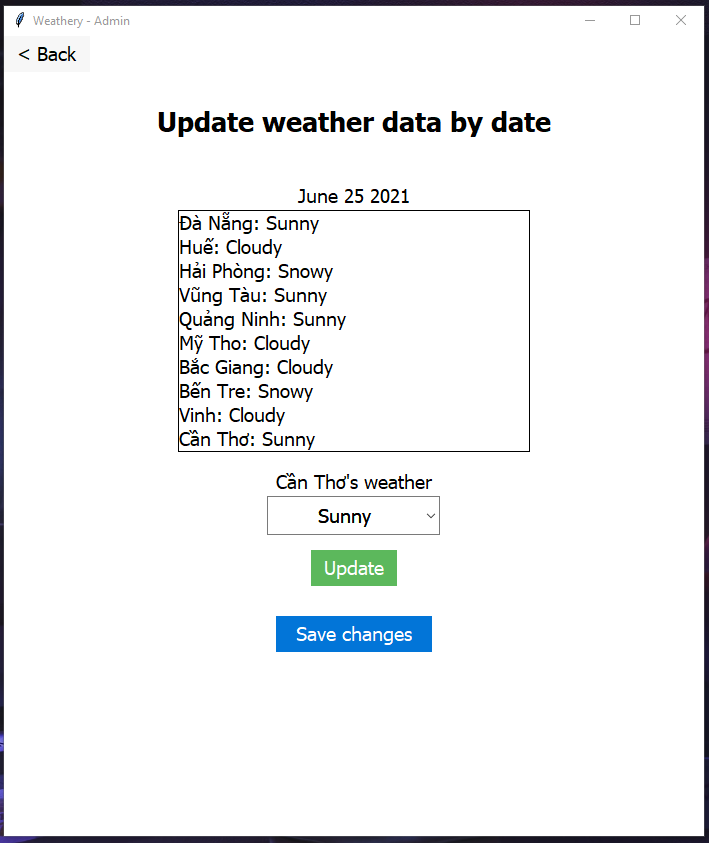 Weathery - Admin
< Back
Update weather data by date
June 25 2021
Đà Nẵng: Sunny
Huế: Cloudy
Hải Phòng: Snowy
Vũng Tàu: Sunny
Quảng Ninh: Sunny
Mỹ Tho: Cloudy
Bắc Giang: Cloudy
Bến Tre: Snowy
Vinh: Cloudy
Cần Thơ: Sunny
Cần Thơ's weather
Sunny
Update
Save changes